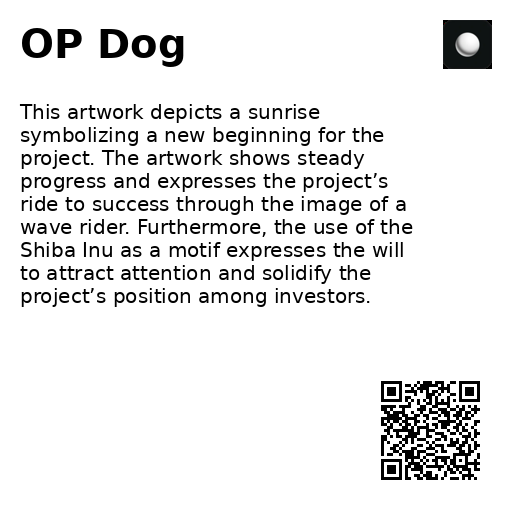 OP Dog
This artwork depicts a sunrise
symbolizing a new beginning for the
project. The artwork shows steady
progress and expresses the project’s
ride to success through the image of a
wave rider. Furthermore, the use of the
Shiba Inu as a motif expresses the will
to attract attention and solidify the
project’s position among investors.